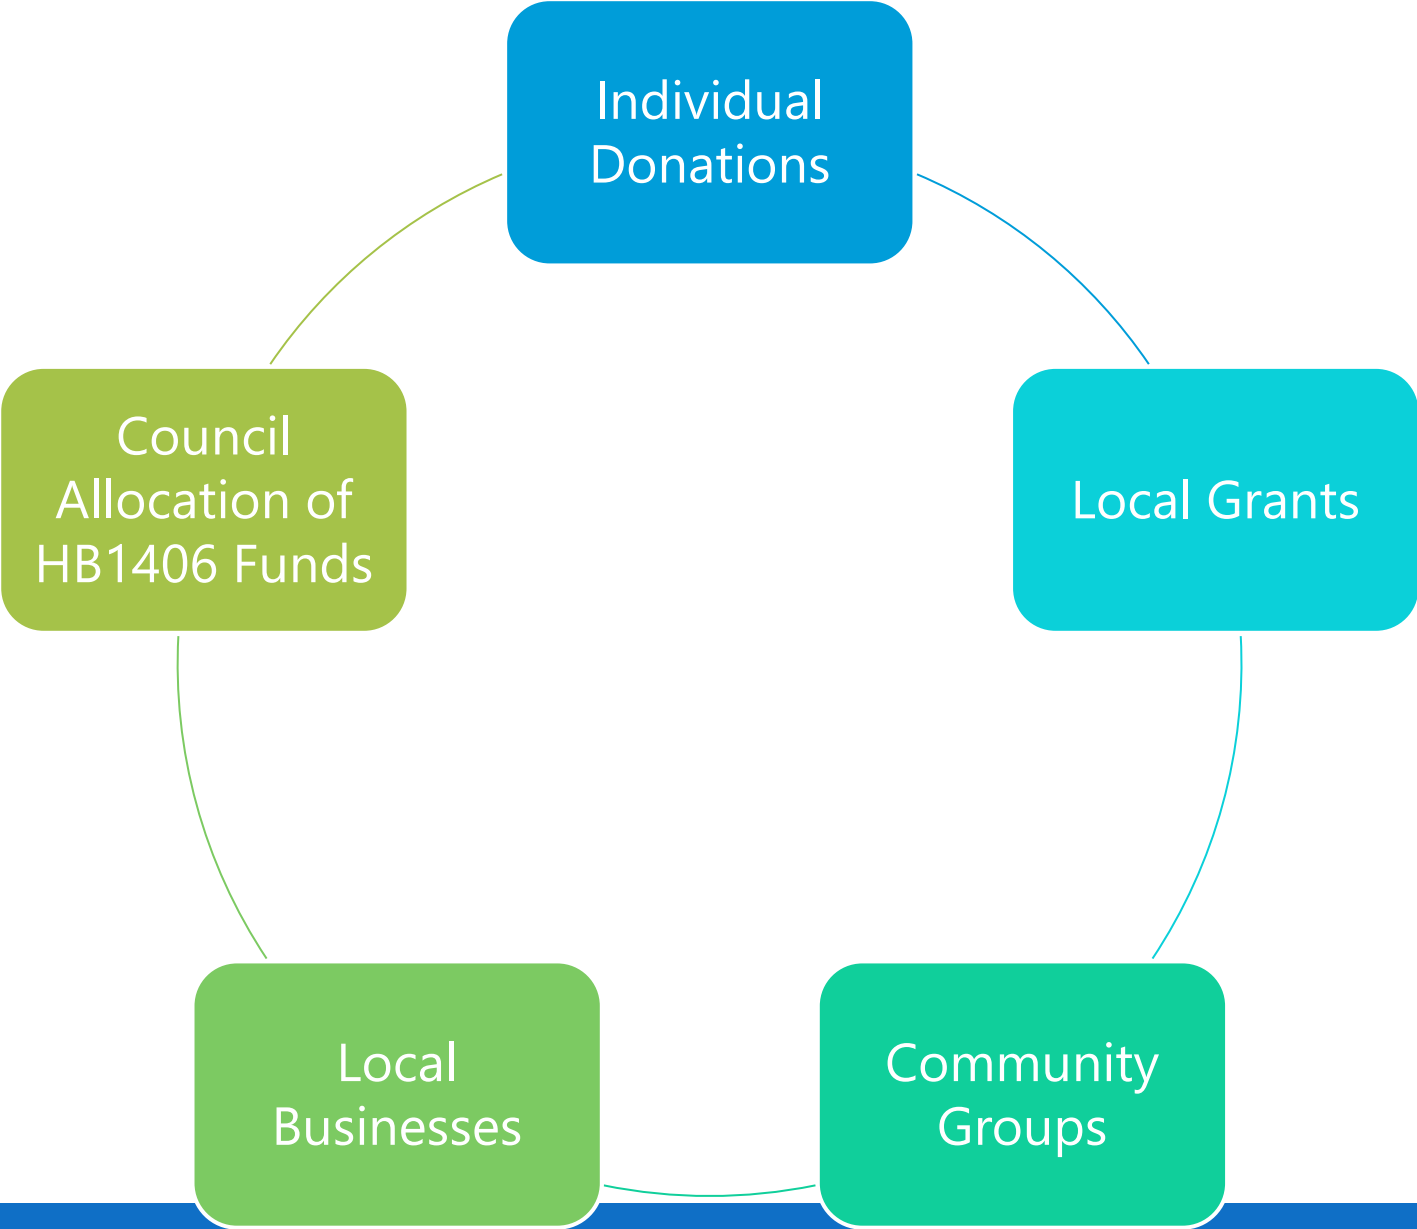 Individual
Donations
Local Grants
Community
Groups
Local
Businesses
Council
Allocation of
HB1406 Funds